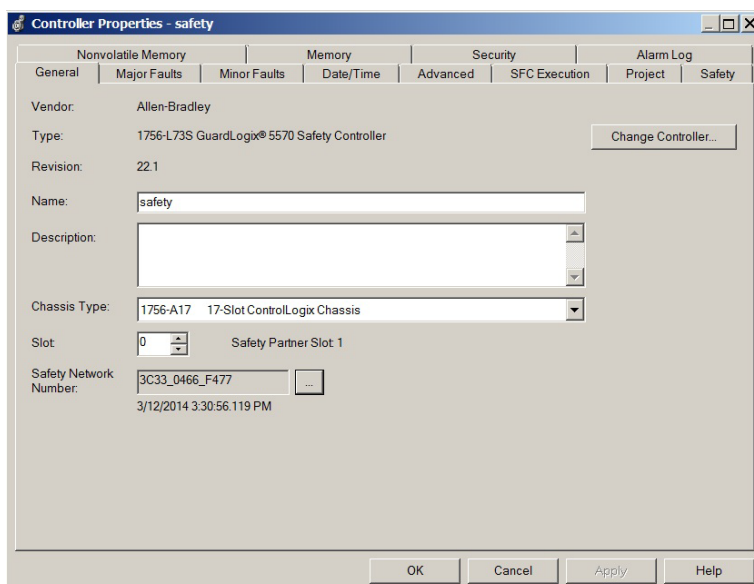 Controller Properties - safety
Nonvolatile Memory Memory Security Alarm Log
General Major Faults Minor Faults Date/Time Advanced SFC Execution Project Safety
Vendor: Allen-Bradley
Type: 1756-L73S GuardLogix® 5570 Safety Controller Change Controller...
Revision: 22.1
Name: safety
Description:
Chassis Type: 1756-A17 17-Slot ControlLogix Chassis
Slot: 0 Safety Partner Slot: 1
Safety Network
Number: 3C33_0466_F477 ...
3/12/2014 3:30:56.119 PM
OK Cancel Apply Help